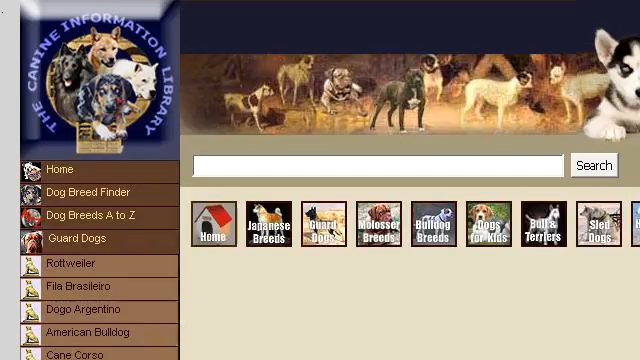 THE CANINE INFORMATION LIBRARY
Search
Home
Dog Breed Finder
Dog Breeds A to Z
Guard Dogs
Rottweiler
Fila Brasileiro
Dogo Argentino
American Bulldog
Cane Corso
Home
Japanese Breeds
Guard Dogs
Molosser Breeds
Bulldog Breeds
Dogs for Kids
Bull & Terriers
Sled Dogs